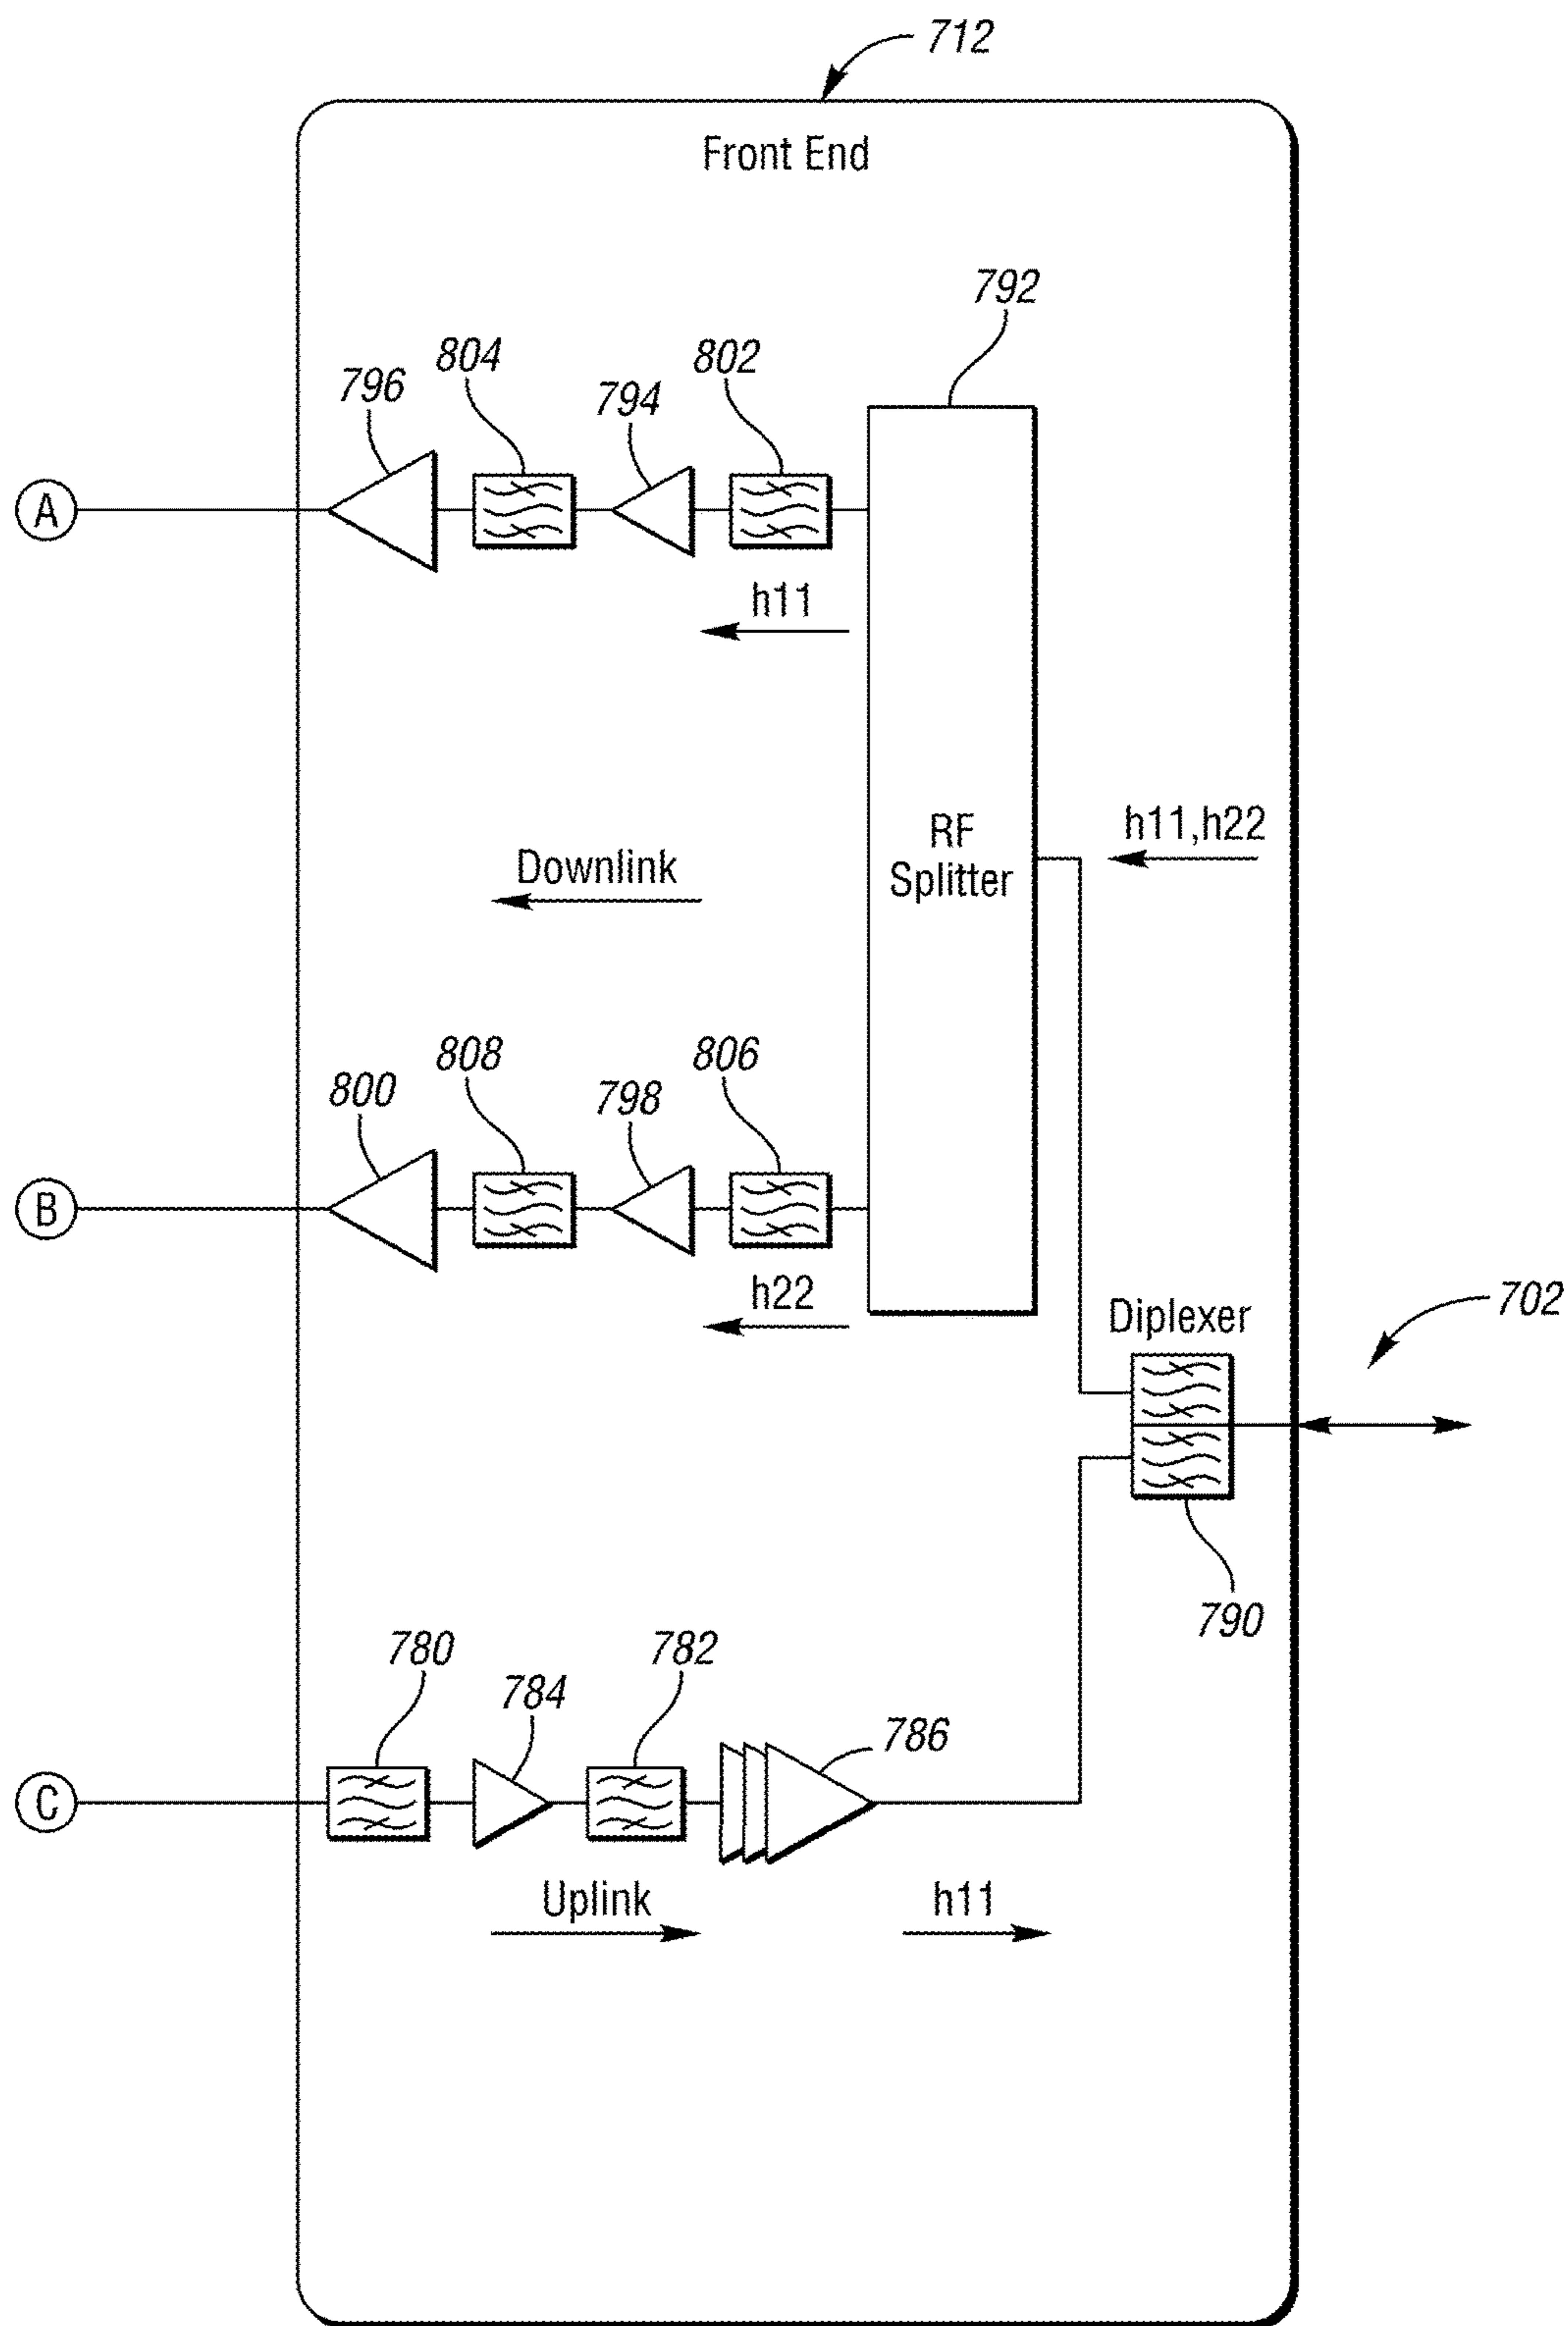 712
Front End
792
804
802
796
794
A
h11
h11,h22
RF
Splitter
Downlink
808
806
800
798
B
h22
702
Diplexer
790
780
782
784
786
C
Uplink
h11